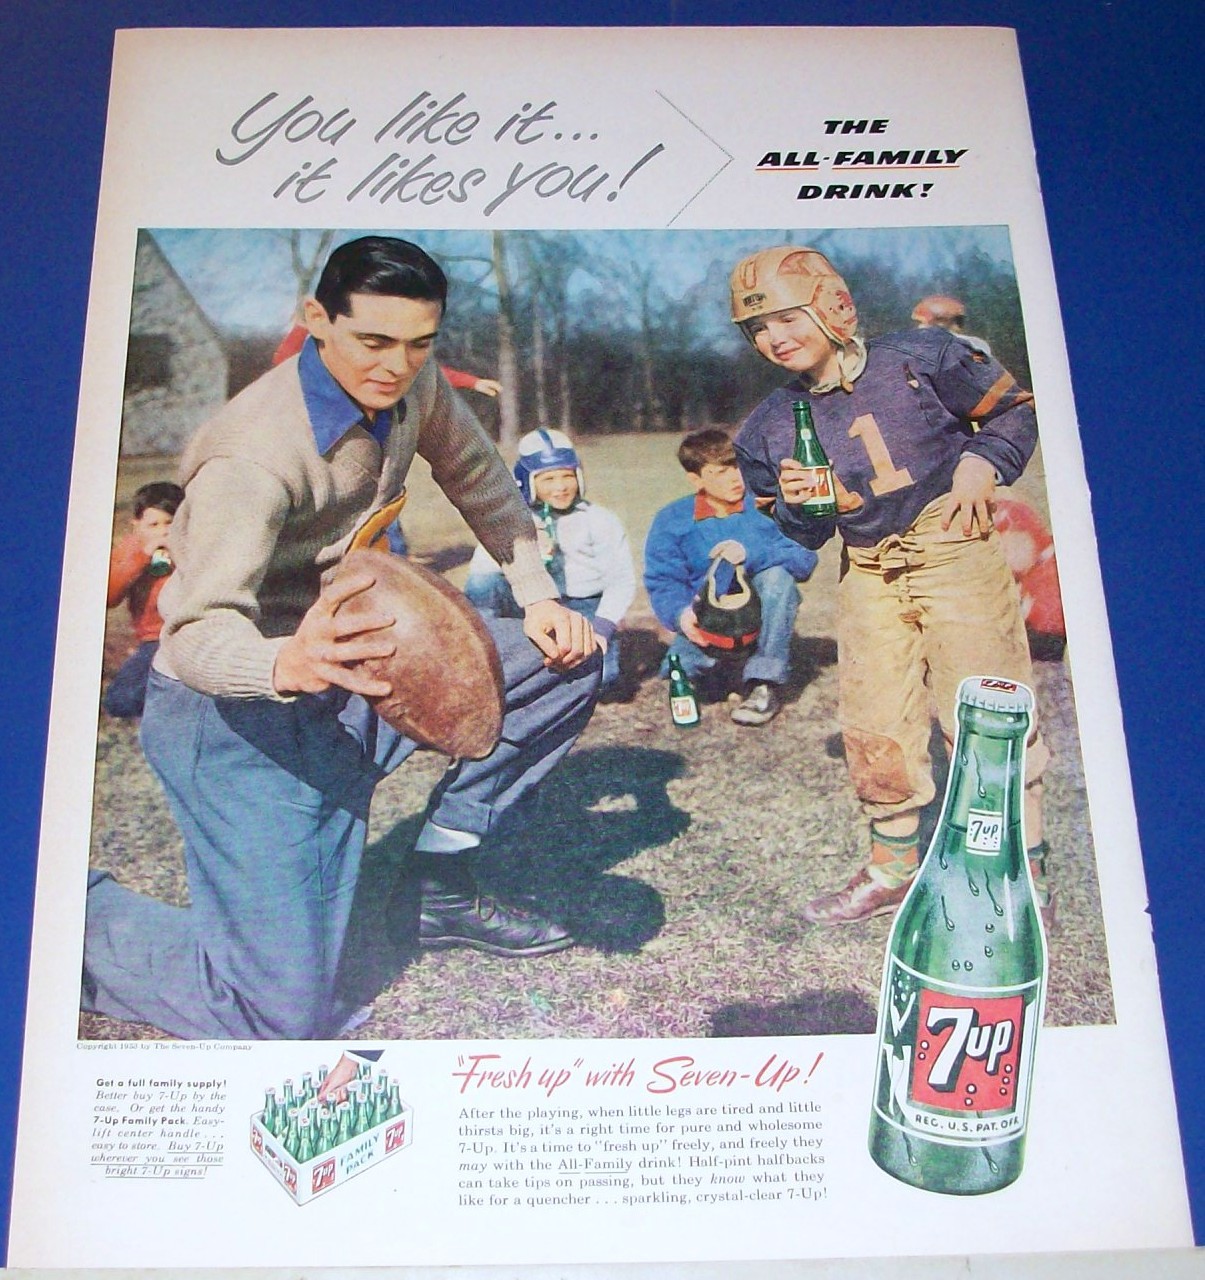 You like it...
it likes you!
THE
ALL-FAMILY
DRINK!
1
7up
7up
REG. U.S. PAT. OFF.
Copyright 1953 by The Seven-Up Company
Get a full family supply!
Better buy 7-Up by the
case. Or get the handy
7-Up Family Pack. Easy-
lift center handle . . .
easy to store. Buy 7-Up
wherever you see those
bright 7-Up signs!
7up
FAMILY
PACK
7up
"Fresh up" with Seven-Up!
After the playing, when little legs are tired and little
thirsts big, it's a right time for pure and wholesome
7-Up. It's a time to "fresh up" freely, and freely they
may with the All-Family drink! Half-pint halfbacks
can take tips on passing, but they know what they
like for a quencher . . . sparkling, crystal-clear 7-Up!